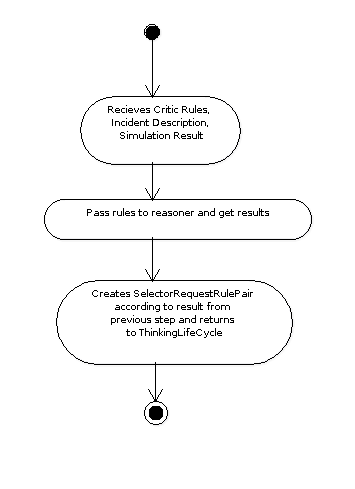 Recieves Critic Rules,
Incident Description,
Simulation Result
Pass rules to reasoner and get results
Creates SelectorRequestRulePair
according to result from
previous step and returns
to ThinkingLifeCycle